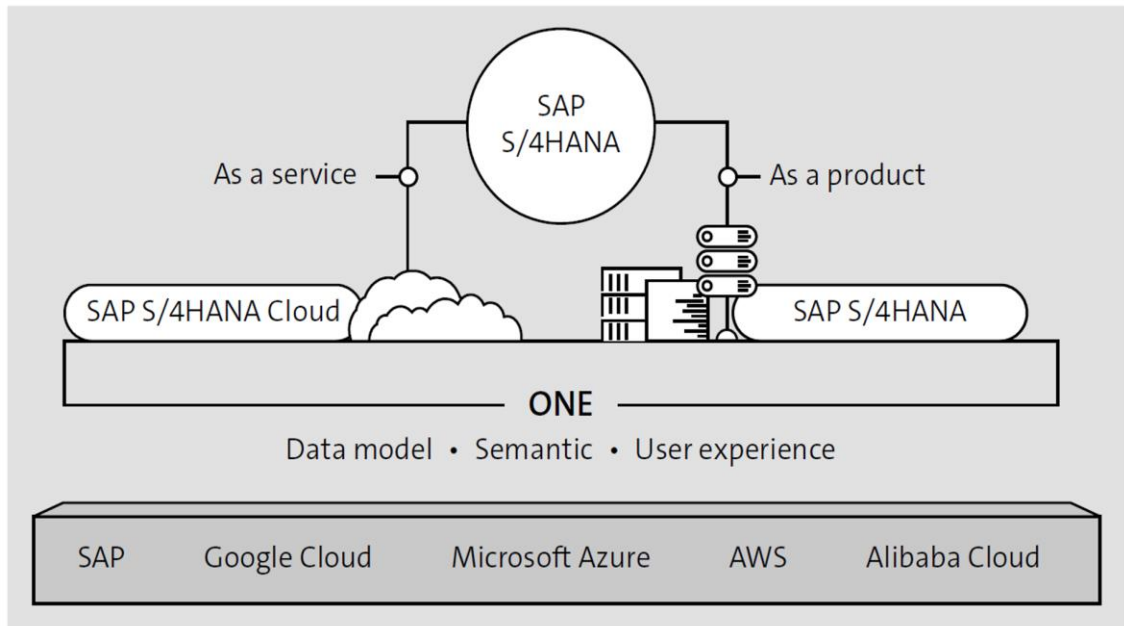 SAP
S/4HANA
As a service
As a product
SAP S/4HANA Cloud
SAP S/4HANA
ONE
Data model • Semantic • User experience
SAP Google Cloud Microsoft Azure AWS Alibaba Cloud